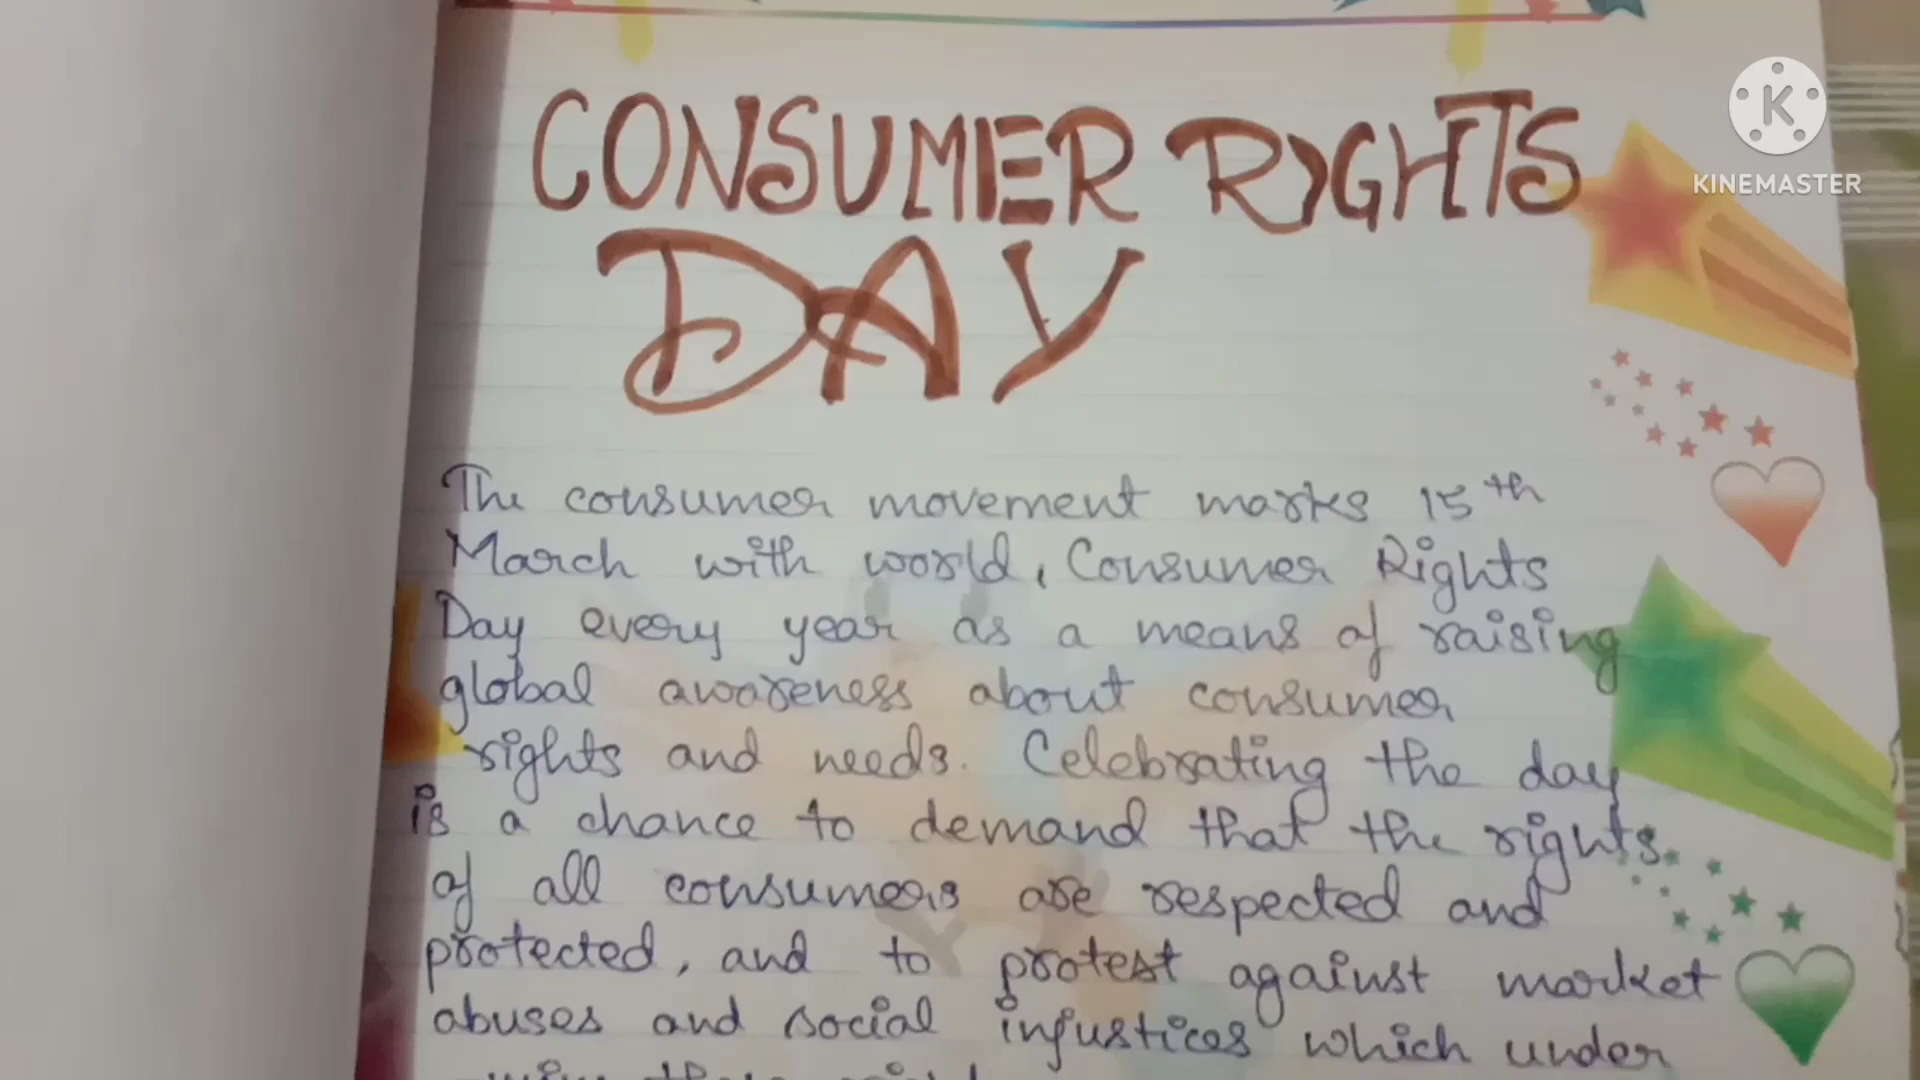 CONSUMER RIGHTS
DAY
K
KINEMASTER
The consumer movement marks 15th
March with world, Consumer Rights
Day every year as a means of raising
global awareness about consumer
rights and needs. Celebrating the day
is a chance to demand that the rights
of all consumers are respected and
protected, and to protest against market
abuses and social injustices which under